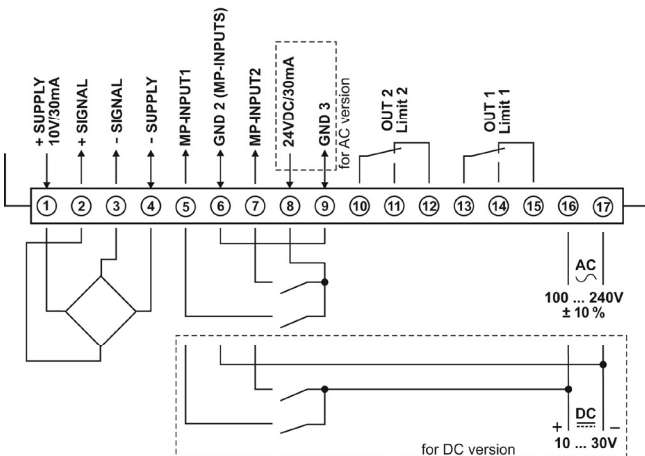 + SUPPLY
10V/30mA
+ SIGNAL
- SIGNAL
- SUPPLY
MP-INPUT1
GND 2 (MP-INPUTS)
MP-INPUT2
24VDC/30mA
GND 3
for AC version
OUT 2
Limit 2
OUT 1
Limit 1
1 2 3 4 5 6 7 8 9 10 11 12 13 14 15 16 17
AC
100 ... 240V
± 10 %
DC
+ −
10 ... 30V
for DC version